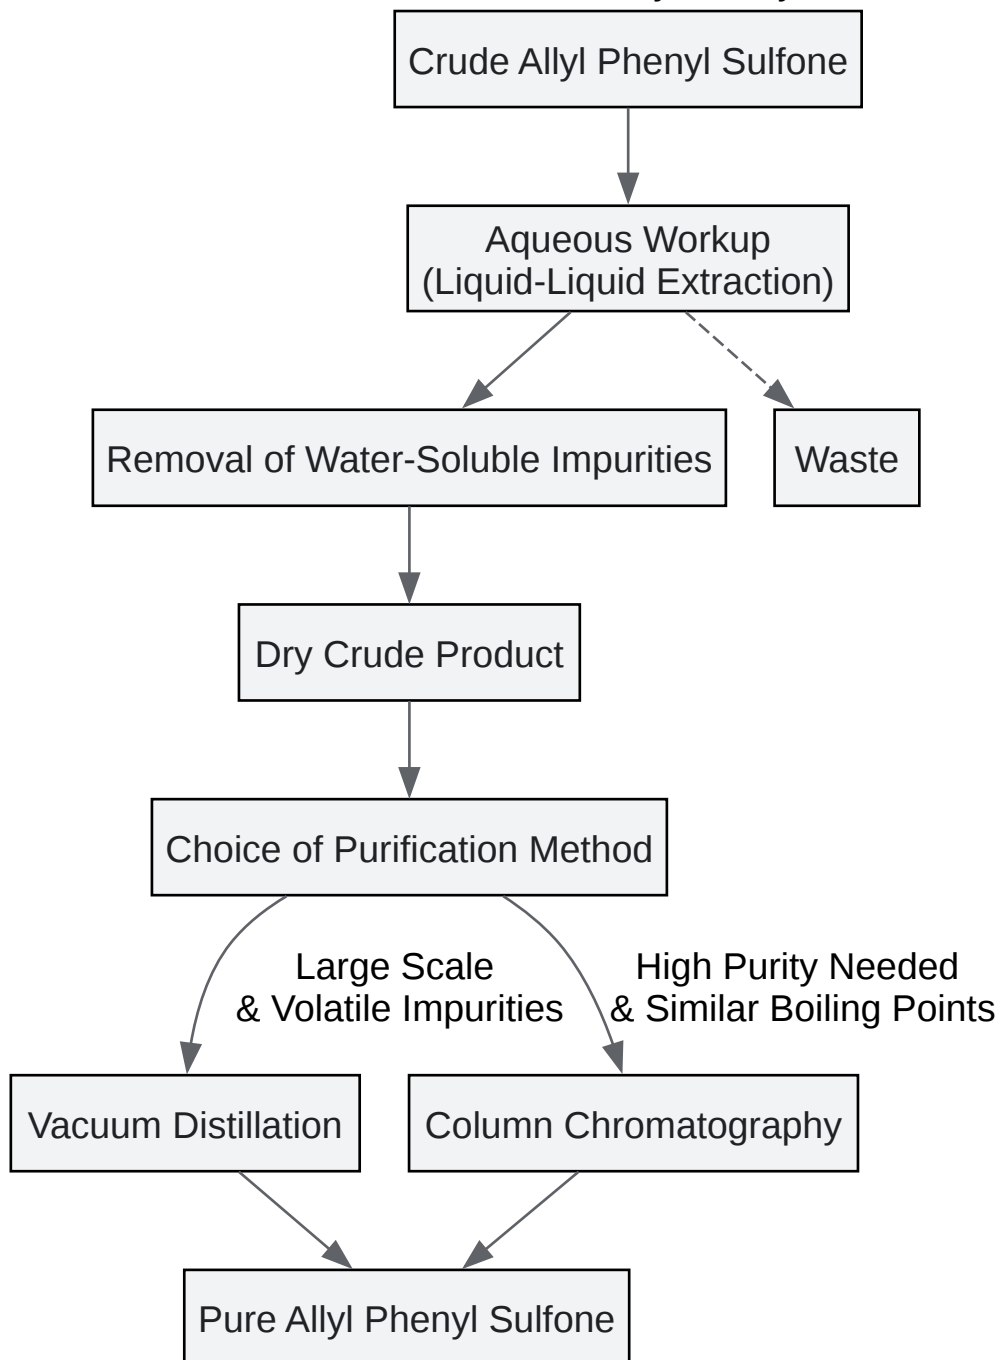 Crude Allyl Phenyl Sulfone
Aqueous Workup
(Liquid-Liquid Extraction)
Removal of Water-Soluble Impurities
Waste
Dry Crude Product
Choice of Purification Method
Large Scale
& Volatile Impurities
High Purity Needed
& Similar Boiling Points
Vacuum Distillation
Column Chromatography
Pure Allyl Phenyl Sulfone